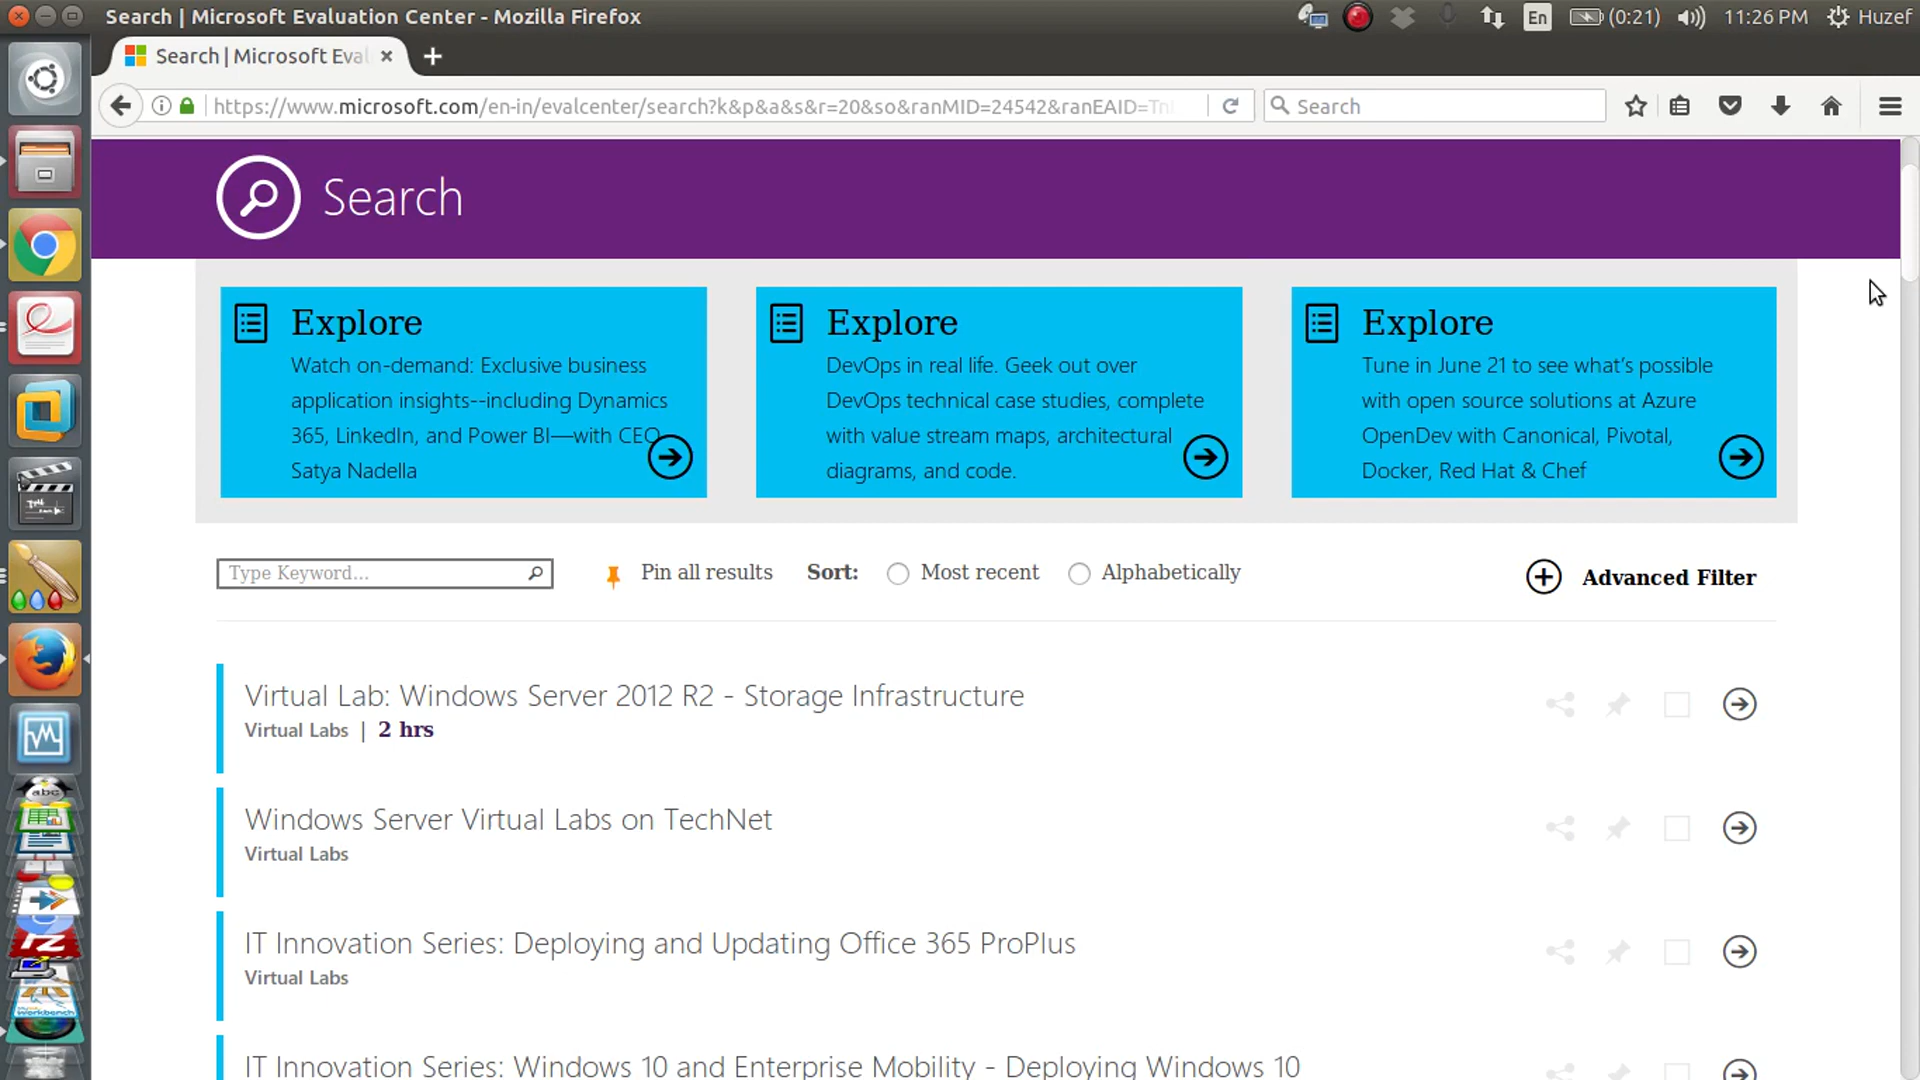 Search | Microsoft Evaluation Center - Mozilla Firefox
En
(0:21)
11:26 PM
Huzef
Search | Microsoft Eval
https://www.microsoft.com/en-in/evalcenter/search?k&p&a&s&r=20&so&ranMID=24542&ranEAID=Tn
Search
Search
Explore
Watch on-demand: Exclusive business
application insights--including Dynamics
365, LinkedIn, and Power BI—with CEO
Satya Nadella
Explore
DevOps in real life. Geek out over
DevOps technical case studies, complete
with value stream maps, architectural
diagrams, and code.
Explore
Tune in June 21 to see what’s possible
with open source solutions at Azure
OpenDev with Canonical, Pivotal,
Docker, Red Hat & Chef
Type Keyword...
Pin all results
Sort:
Most recent
Alphabetically
Advanced Filter
Virtual Lab: Windows Server 2012 R2 - Storage Infrastructure
Virtual Labs | 2 hrs
Windows Server Virtual Labs on TechNet
Virtual Labs
IT Innovation Series: Deploying and Updating Office 365 ProPlus
Virtual Labs
IT Innovation Series: Windows 10 and Enterprise Mobility - Deploying Windows 10
abc
Workbench